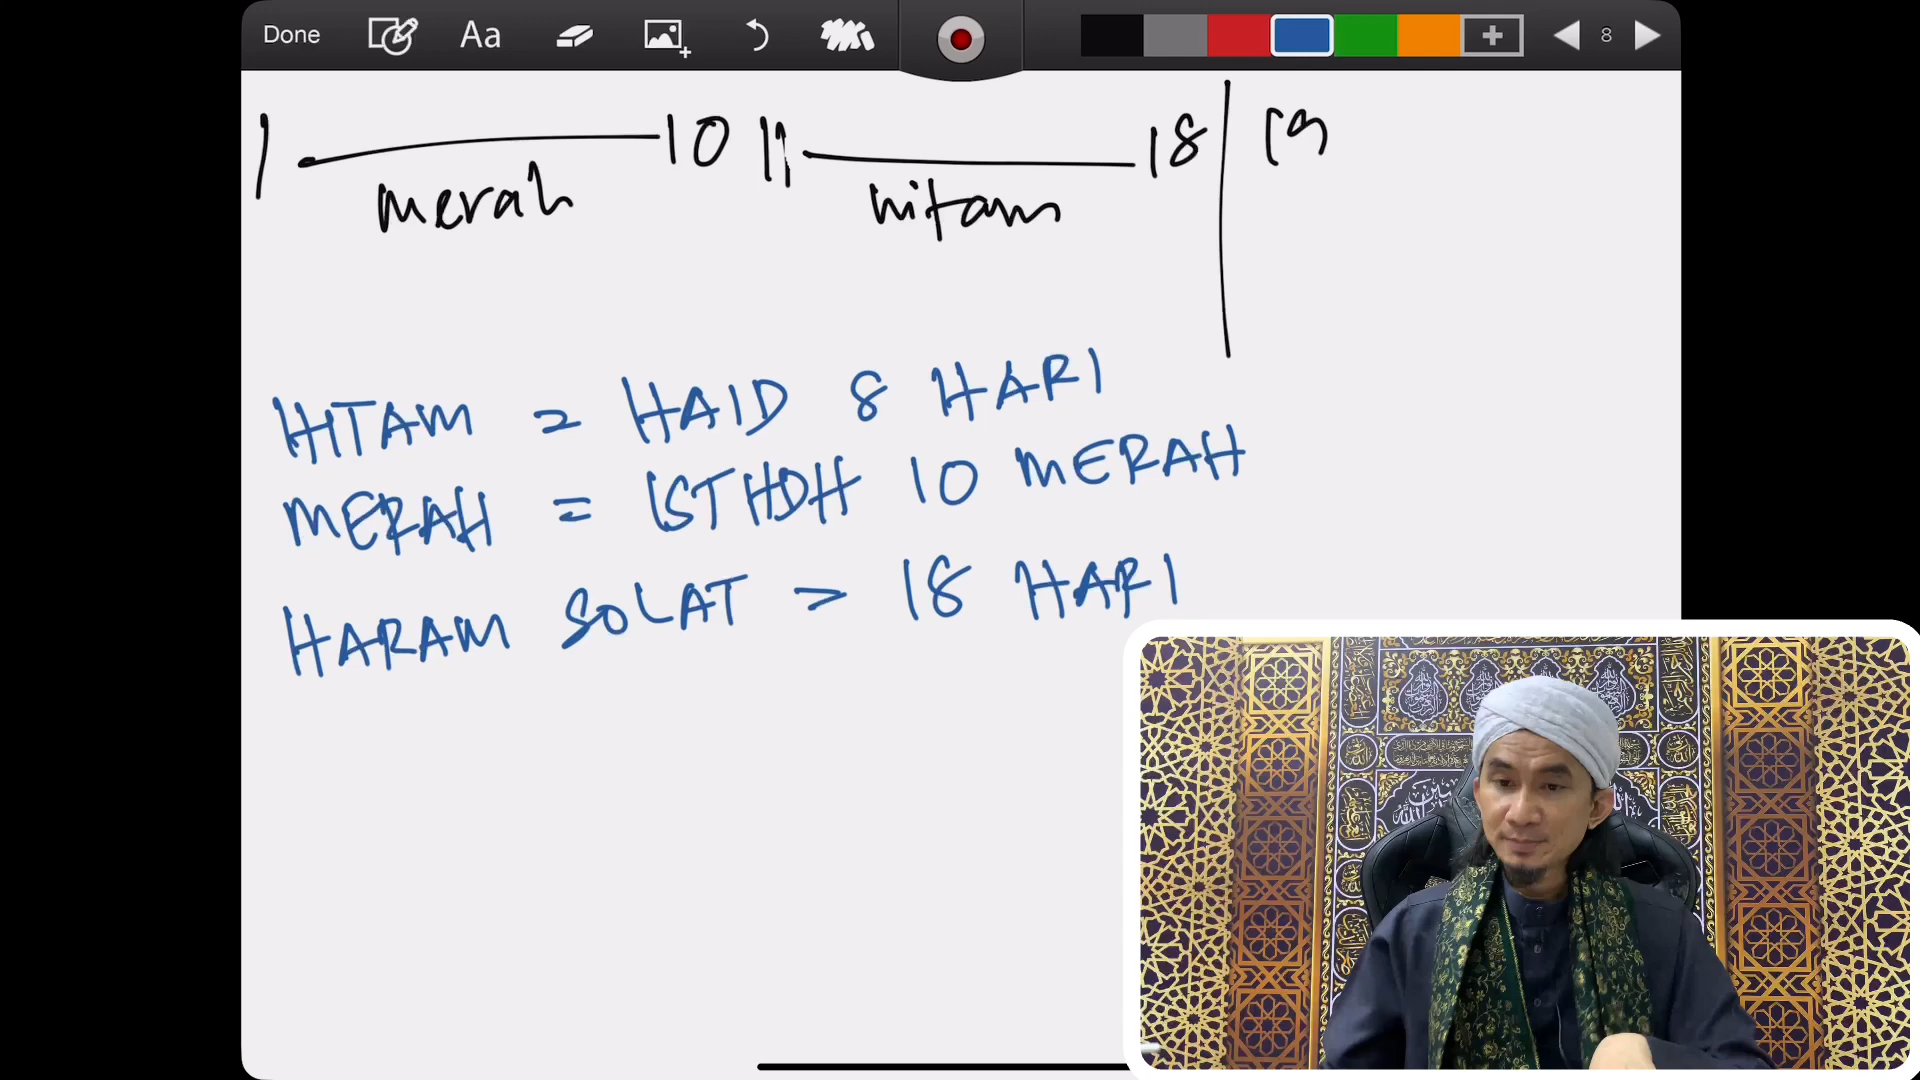 Done Aa 8
1 10 11 18 19
merah hitam
HITAM = HAID 8 HARI
MERAH = ISTHDH 10 MERAH
HARAM SOLAT = 18 HARI